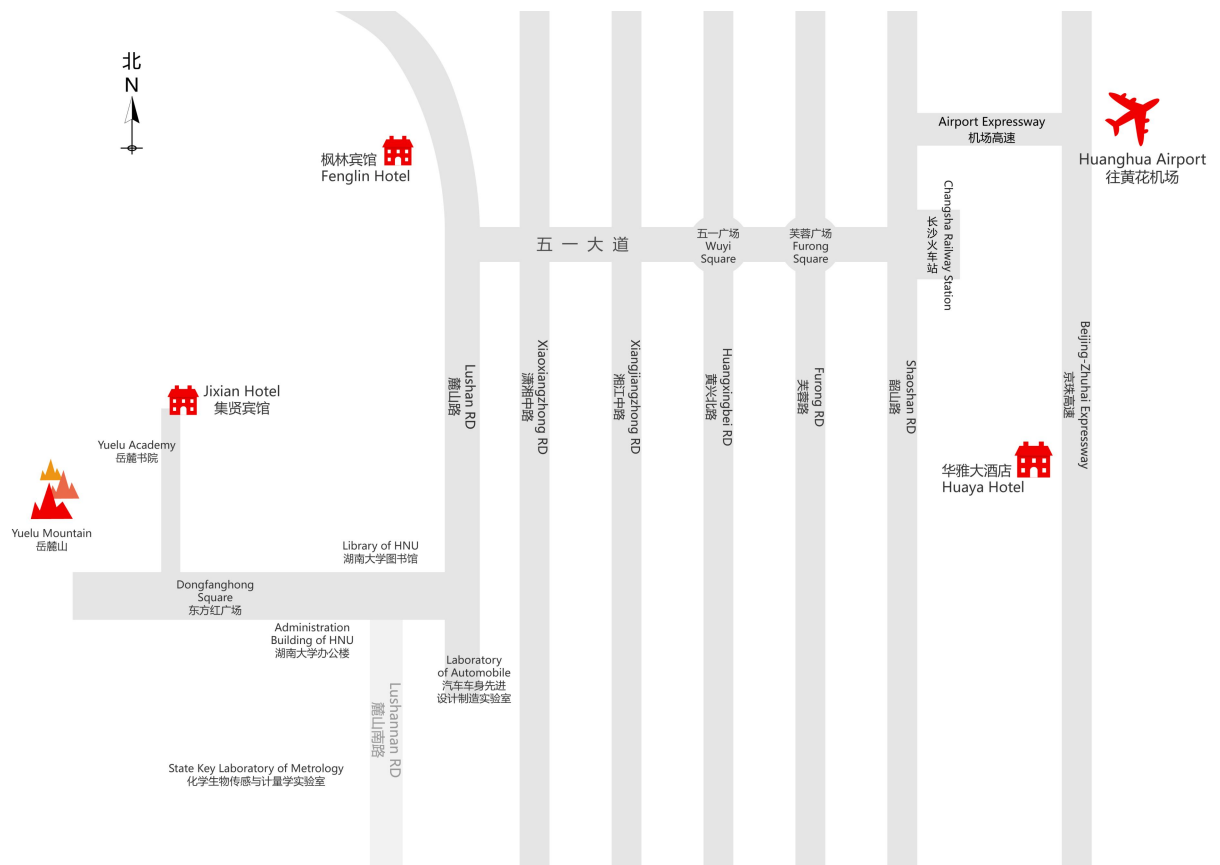 北
N
枫林宾馆
Fenglin Hotel
Airport Expressway
机场高速
Huanghua Airport
往黄花机场
五一大道
五一广场
Wuyi
Square
芙蓉广场
Furong
Square
Changsha Railway Station
长沙火车站
Lushan RD
麓山路
Xiaoxiangzhong RD
潇湘中路
Xiangjiangzhong RD
湘江中路
Huangxingbei RD
黄兴北路
Furong RD
芙蓉路
Shaoshan RD
韶山路
Beijing-Zhuhai Expressway
京珠高速
Jixian Hotel
集贤宾馆
Yuelu Academy
岳麓书院
华雅大酒店
Huaya Hotel
Yuelu Mountain
岳麓山
Library of HNU
湖南大学图书馆
Dongfanghong
Square
东方红广场
Administration
Building of HNU
湖南大学办公楼
Laboratory
of Automobile
汽车车身先进
设计制造实验室
Lushannan RD
麓山南路
State Key Laboratory of Metrology
化学生物传感与计量学实验室